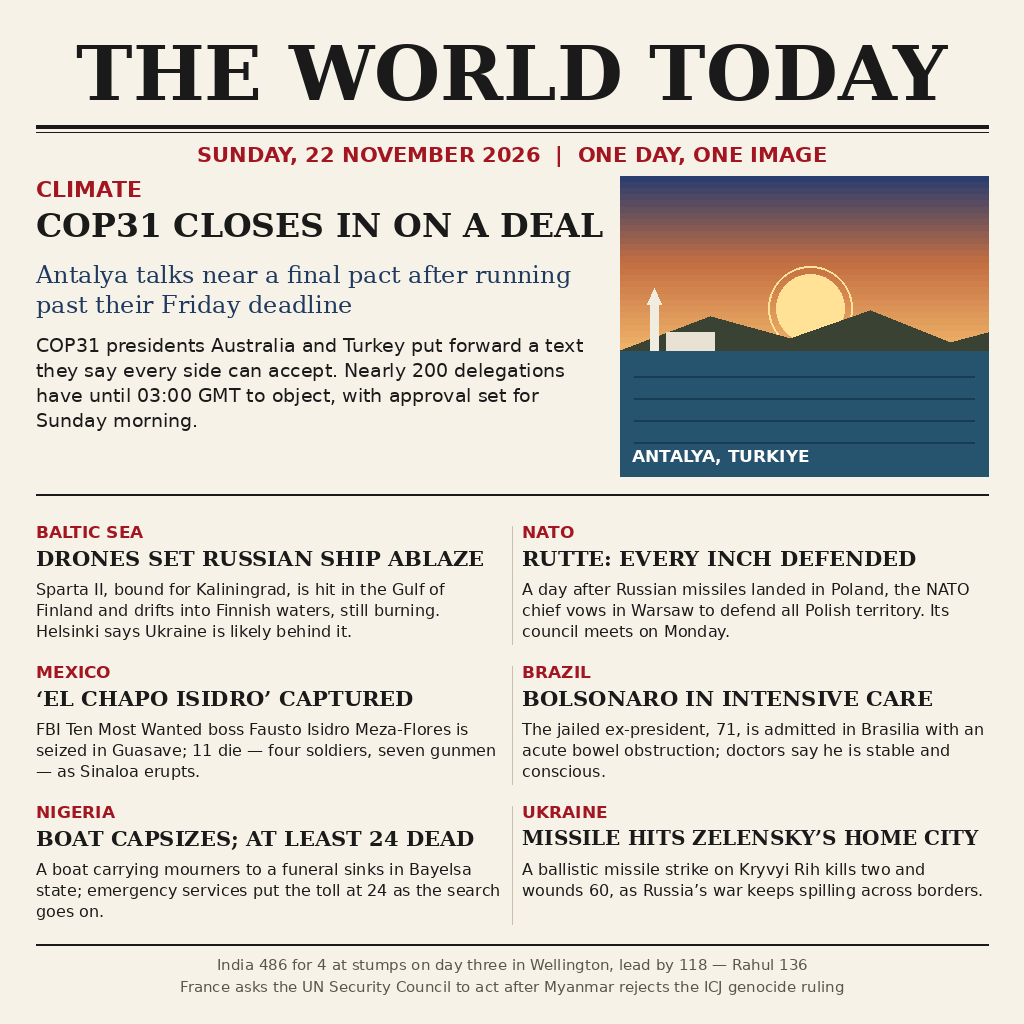 THE WORLD TODAY
SUNDAY, 22 NOVEMBER 2026 | ONE DAY, ONE IMAGE
CLIMATE
COP31 CLOSES IN ON A DEAL
Antalya talks near a final pact after running
past their Friday deadline
COP31 presidents Australia and Turkey put forward a text
they say every side can accept. Nearly 200 delegations
have until 03:00 GMT to object, with approval set for
Sunday morning.
ANTALYA, TURKIYE
BALTIC SEA
DRONES SET RUSSIAN SHIP ABLAZE
Sparta II, bound for Kaliningrad, is hit in the Gulf of
Finland and drifts into Finnish waters, still burning.
Helsinki says Ukraine is likely behind it.
NATO
RUTTE: EVERY INCH DEFENDED
A day after Russian missiles landed in Poland, the NATO
chief vows in Warsaw to defend all Polish territory. Its
council meets on Monday.
MEXICO
‘EL CHAPO ISIDRO’ CAPTURED
FBI Ten Most Wanted boss Fausto Isidro Meza-Flores is
seized in Guasave; 11 die — four soldiers, seven gunmen
— as Sinaloa erupts.
BRAZIL
BOLSONARO IN INTENSIVE CARE
The jailed ex-president, 71, is admitted in Brasilia with an
acute bowel obstruction; doctors say he is stable and
conscious.
NIGERIA
BOAT CAPSIZES; AT LEAST 24 DEAD
A boat carrying mourners to a funeral sinks in Bayelsa
state; emergency services put the toll at 24 as the search
goes on.
UKRAINE
MISSILE HITS ZELENSKY’S HOME CITY
A ballistic missile strike on Kryvyi Rih kills two and
wounds 60, as Russia’s war keeps spilling across borders.
India 486 for 4 at stumps on day three in Wellington, lead by 118 — Rahul 136
France asks the UN Security Council to act after Myanmar rejects the ICJ genocide ruling